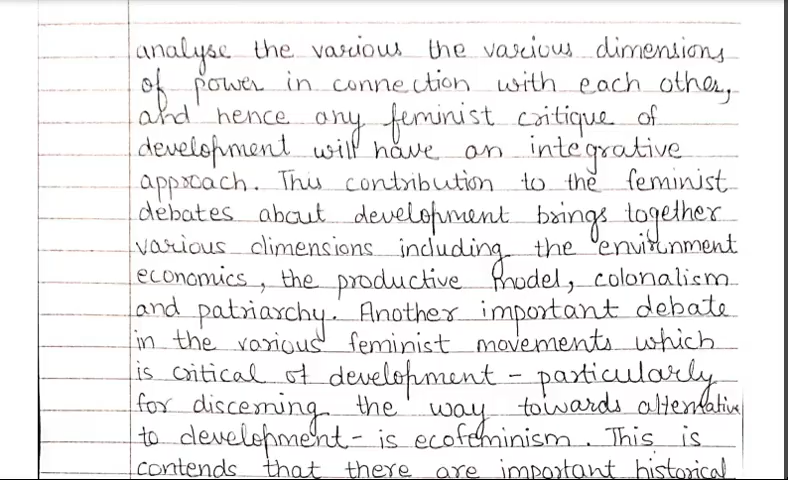 analyse the various the various dimensions
of power in connection with each other,
and hence any feminist critique of
development will have an integrative
approach. This contribution to the feminist
debates about development brings together
various dimensions including the envirnment
economics, the productive model, colonalism
and patriarchy. Another important debate
in the various feminist movements which
is critical of development - particularly
for discerning the way towards alternative
to development - is ecofeminism. This is
contends that there are important historical